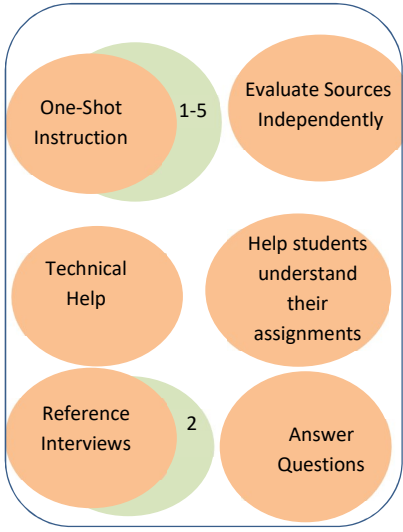 One-Shot
Instruction
1-5
Evaluate Sources
Independently
Technical
Help
Help students
understand
their
assignments
Reference
Interviews
2
Answer
Questions